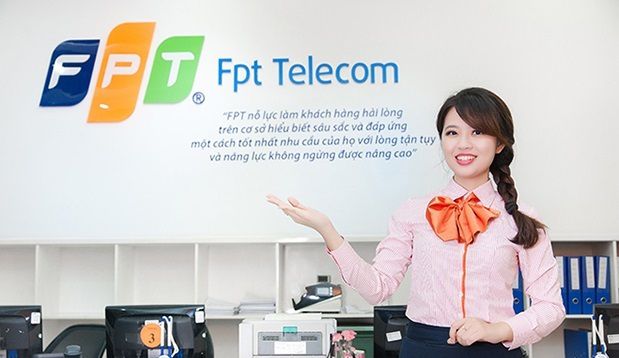 FPT® Fpt Telecom
“FPT nỗ lực làm khách hàng hài lòng
trên cơ sở hiểu biết sâu sắc và đáp ứng
một cách tốt nhất nhu cầu của họ với lòng tận tụy
và năng lực không ngừng được nâng cao”
3